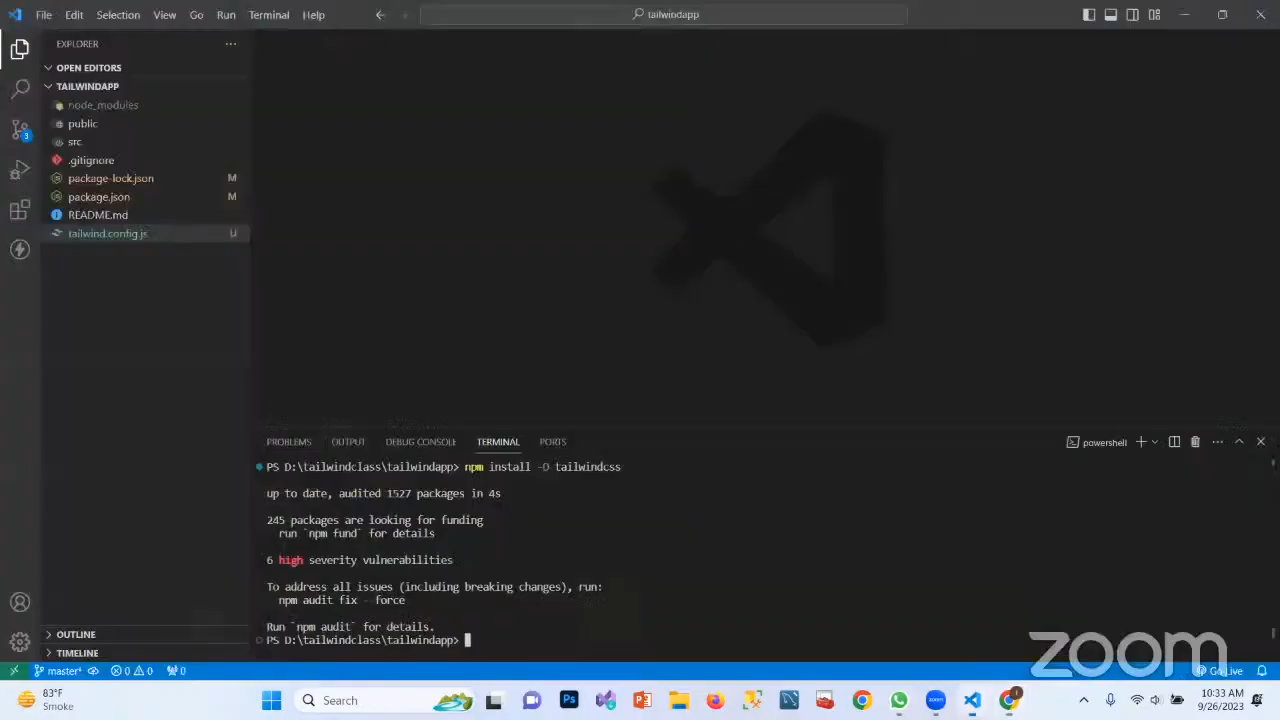 File Edit Selection View Go Run Terminal Help
tailwindapp
EXPLORER
OPEN EDITORS
TAILWINDAPP
node_modules
public
src
.gitignore
package-lock.json M
package.json M
README.md
tailwind.config.js U
OUTLINE
TIMELINE
PROBLEMS OUTPUT DEBUG CONSOLE TERMINAL PORTS
powershell
PS D:\tailwindclass\tailwindapp> npm install -D tailwindcss
up to date, audited 1527 packages in 4s
245 packages are looking for funding
run `npm fund` for details
6 high severity vulnerabilities
To address all issues (including breaking changes), run:
npm audit fix --force
Run `npm audit` for details.
PS D:\tailwindclass\tailwindapp>
zoom
3
master* 0 0 0
Go Live
83°F
Smoke
Search
1
10:33 AM
9/26/2023